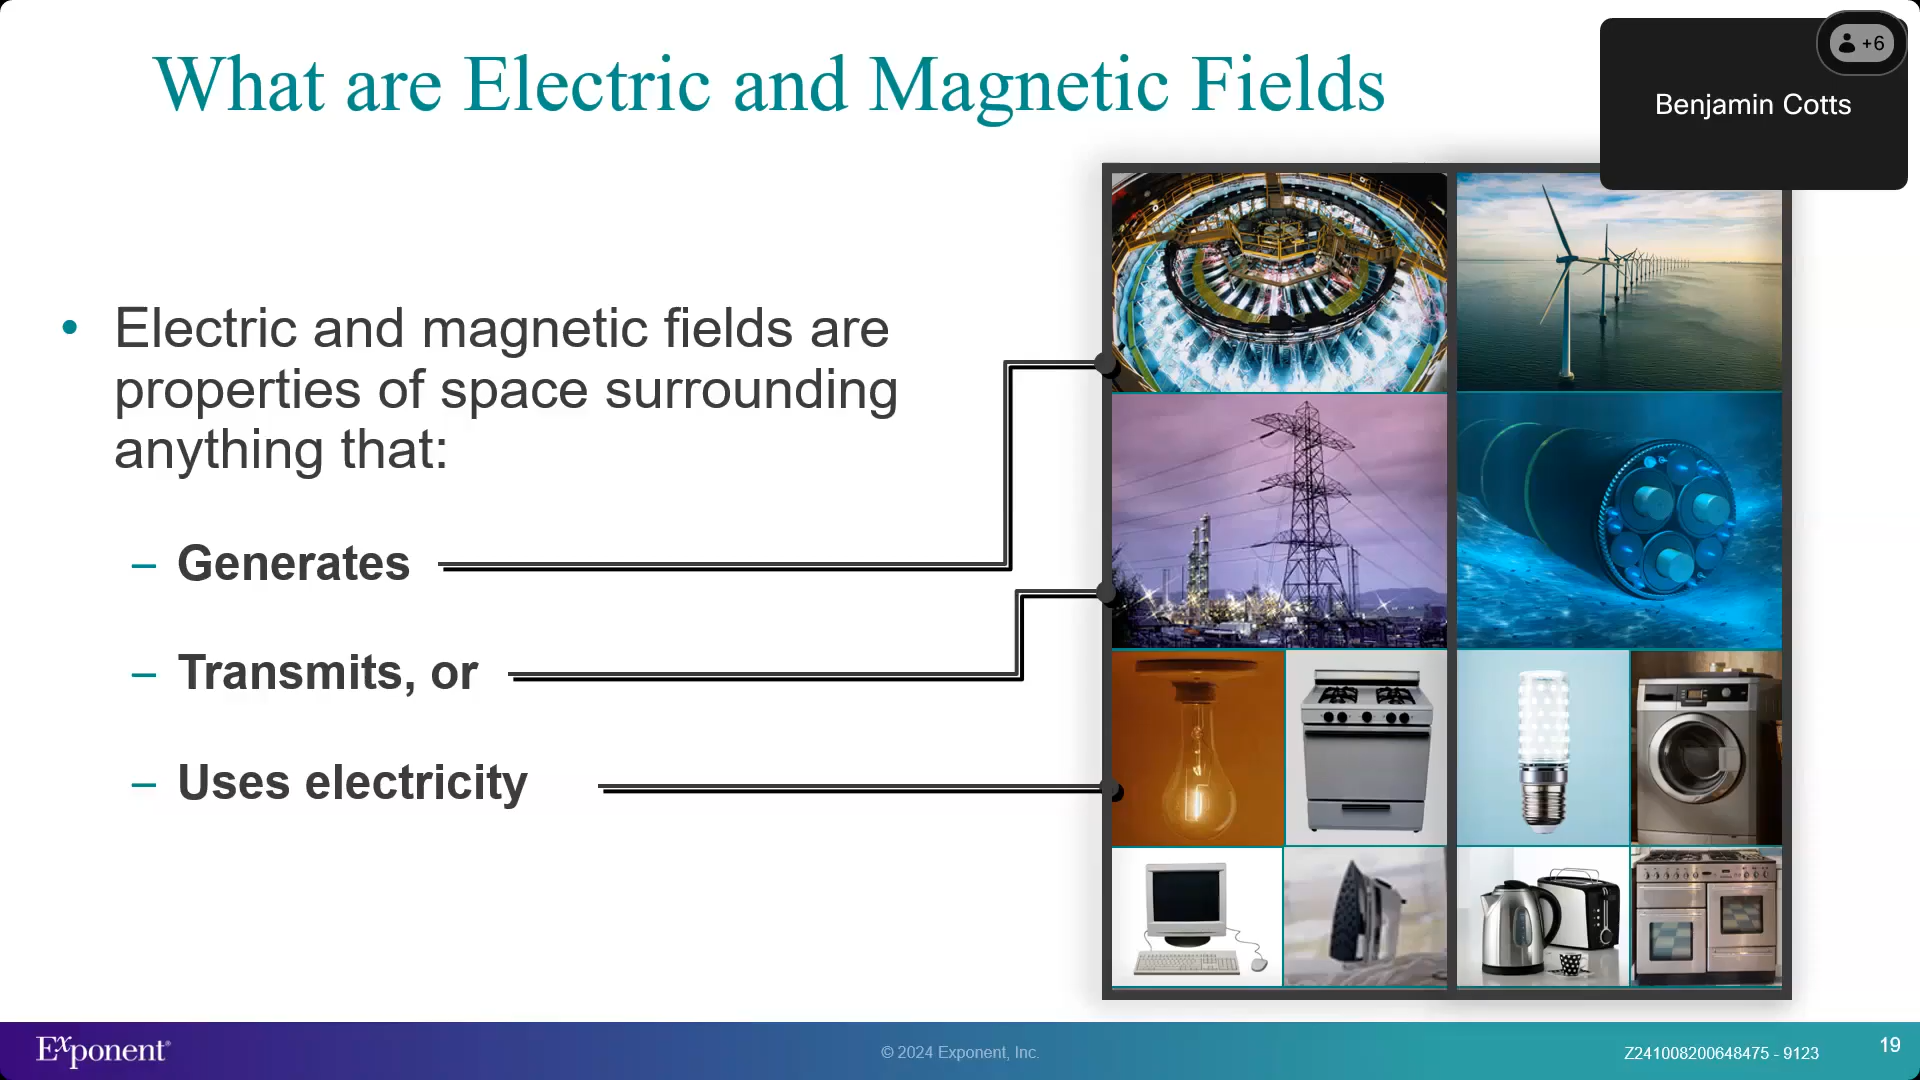 What are Electric and Magnetic Fields
+6
Benjamin Cotts
• Electric and magnetic fields are
properties of space surrounding
anything that:
– Generates
– Transmits, or
– Uses electricity
Exponent®
© 2024 Exponent, Inc.
Z241008200648475 - 9123
19